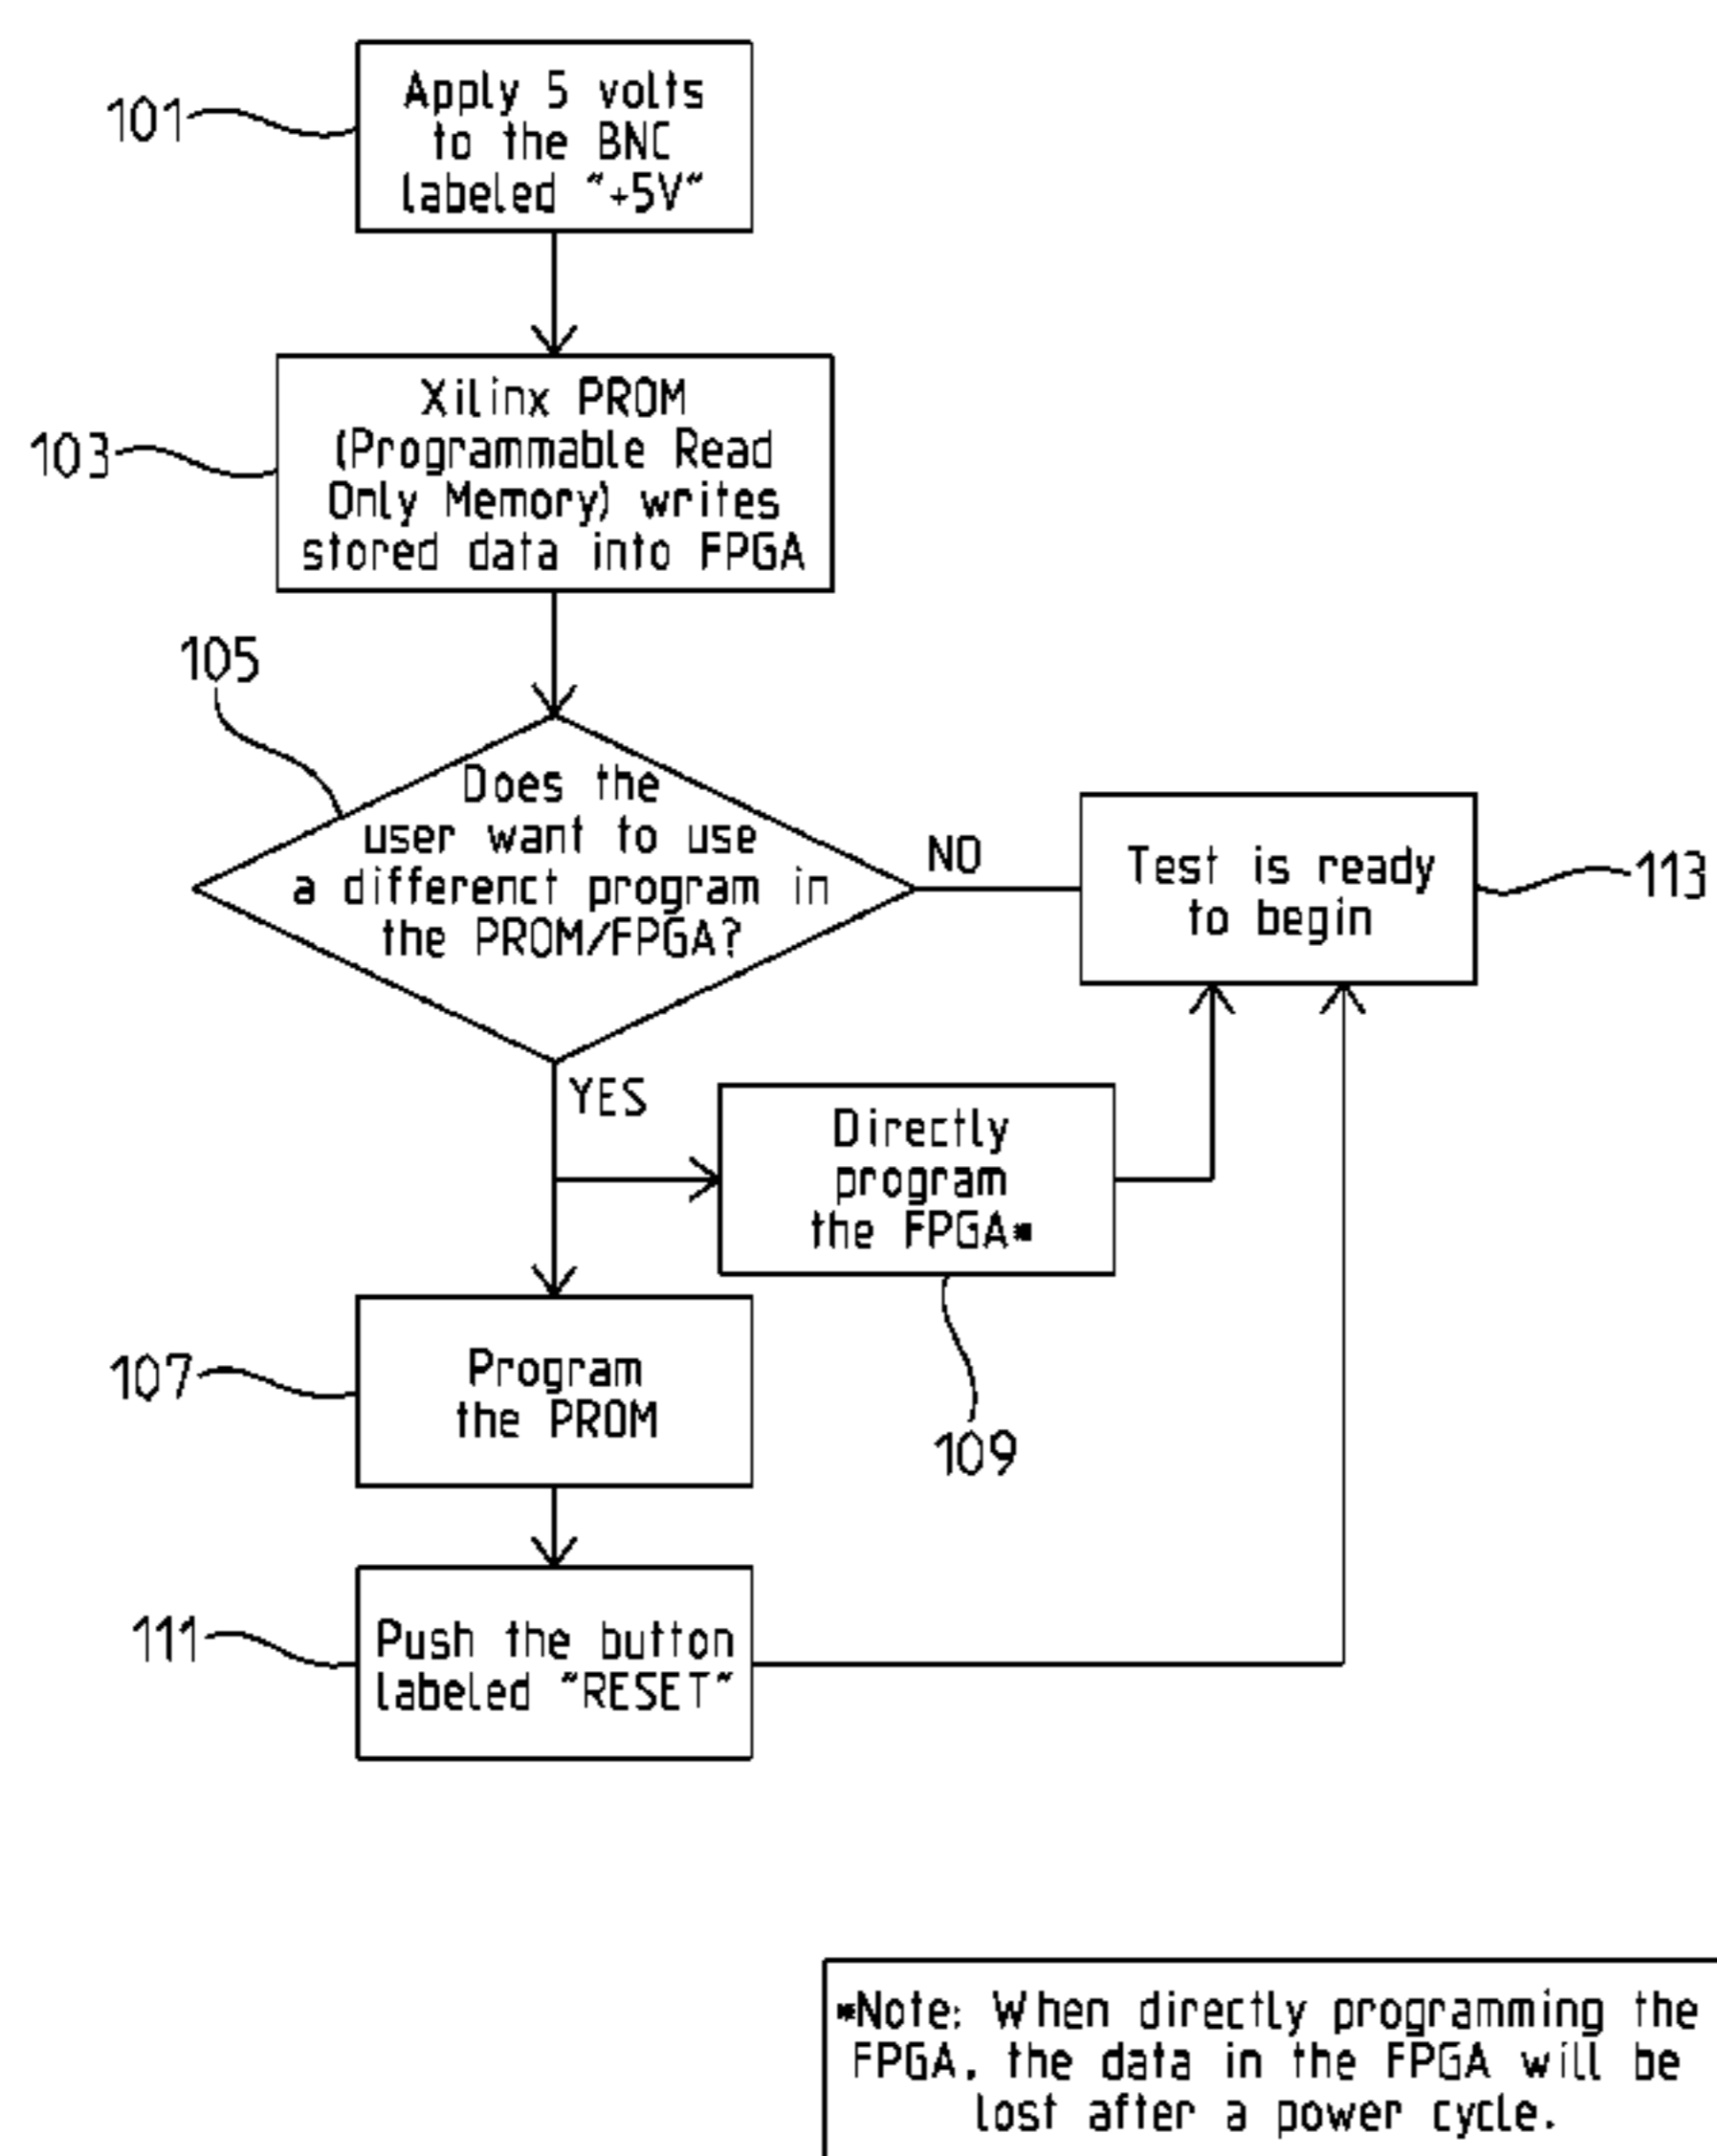 101
Apply 5 volts
to the BNC
labeled "+5V"
103
Xilinx PROM
(Programmable Read
Only Memory) writes
stored data into FPGA
105
Does the
user want to use
a differenct program in
the PROM/FPGA?
NO
Test is ready
to begin
113
YES
Directly
program
the FPGA*
109
107
Program
the PROM
111
Push the button
labeled "RESET"
*Note: When directly programming the
FPGA, the data in the FPGA will be
lost after a power cycle.